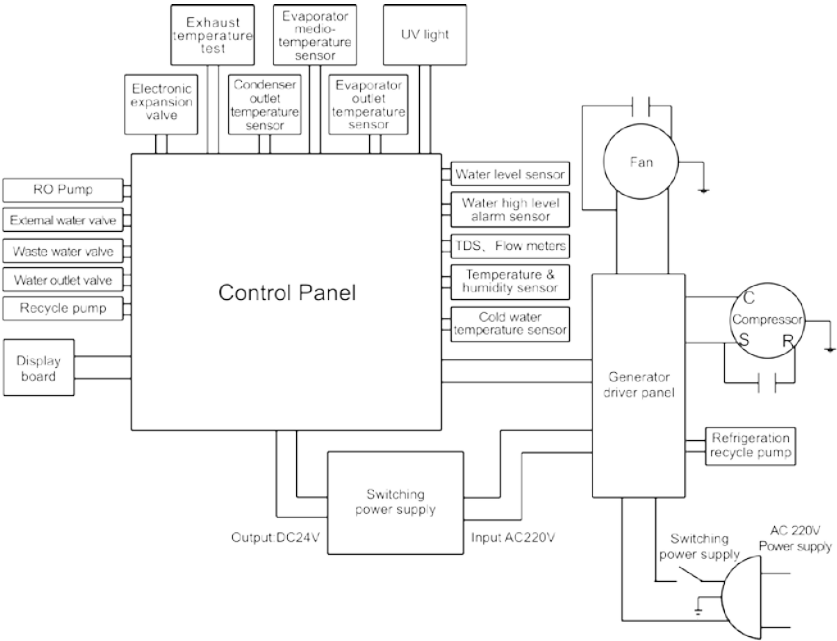 Exhaust
temperature
test
Evaporator
medio-
temperature
sensor
UV light
Electronic
expansion
valve
Condenser
outlet
temperature
sensor
Evaporator
outlet
temperature
sensor
Fan
RO Pump
External water valve
Waste water valve
Water outlet valve
Recycle pump
Display
board
Control Panel
Water level sensor
Water high level
alarm sensor
TDS、Flow meters
Temperature &
humidity sensor
Cold water
temperature sensor
C
Compressor
S R
Generator
driver panel
Refrigeration
recycle pump
Switching
power supply
Output:DC24V
Input AC220V
Switching
power supply
AC 220V
Power supply